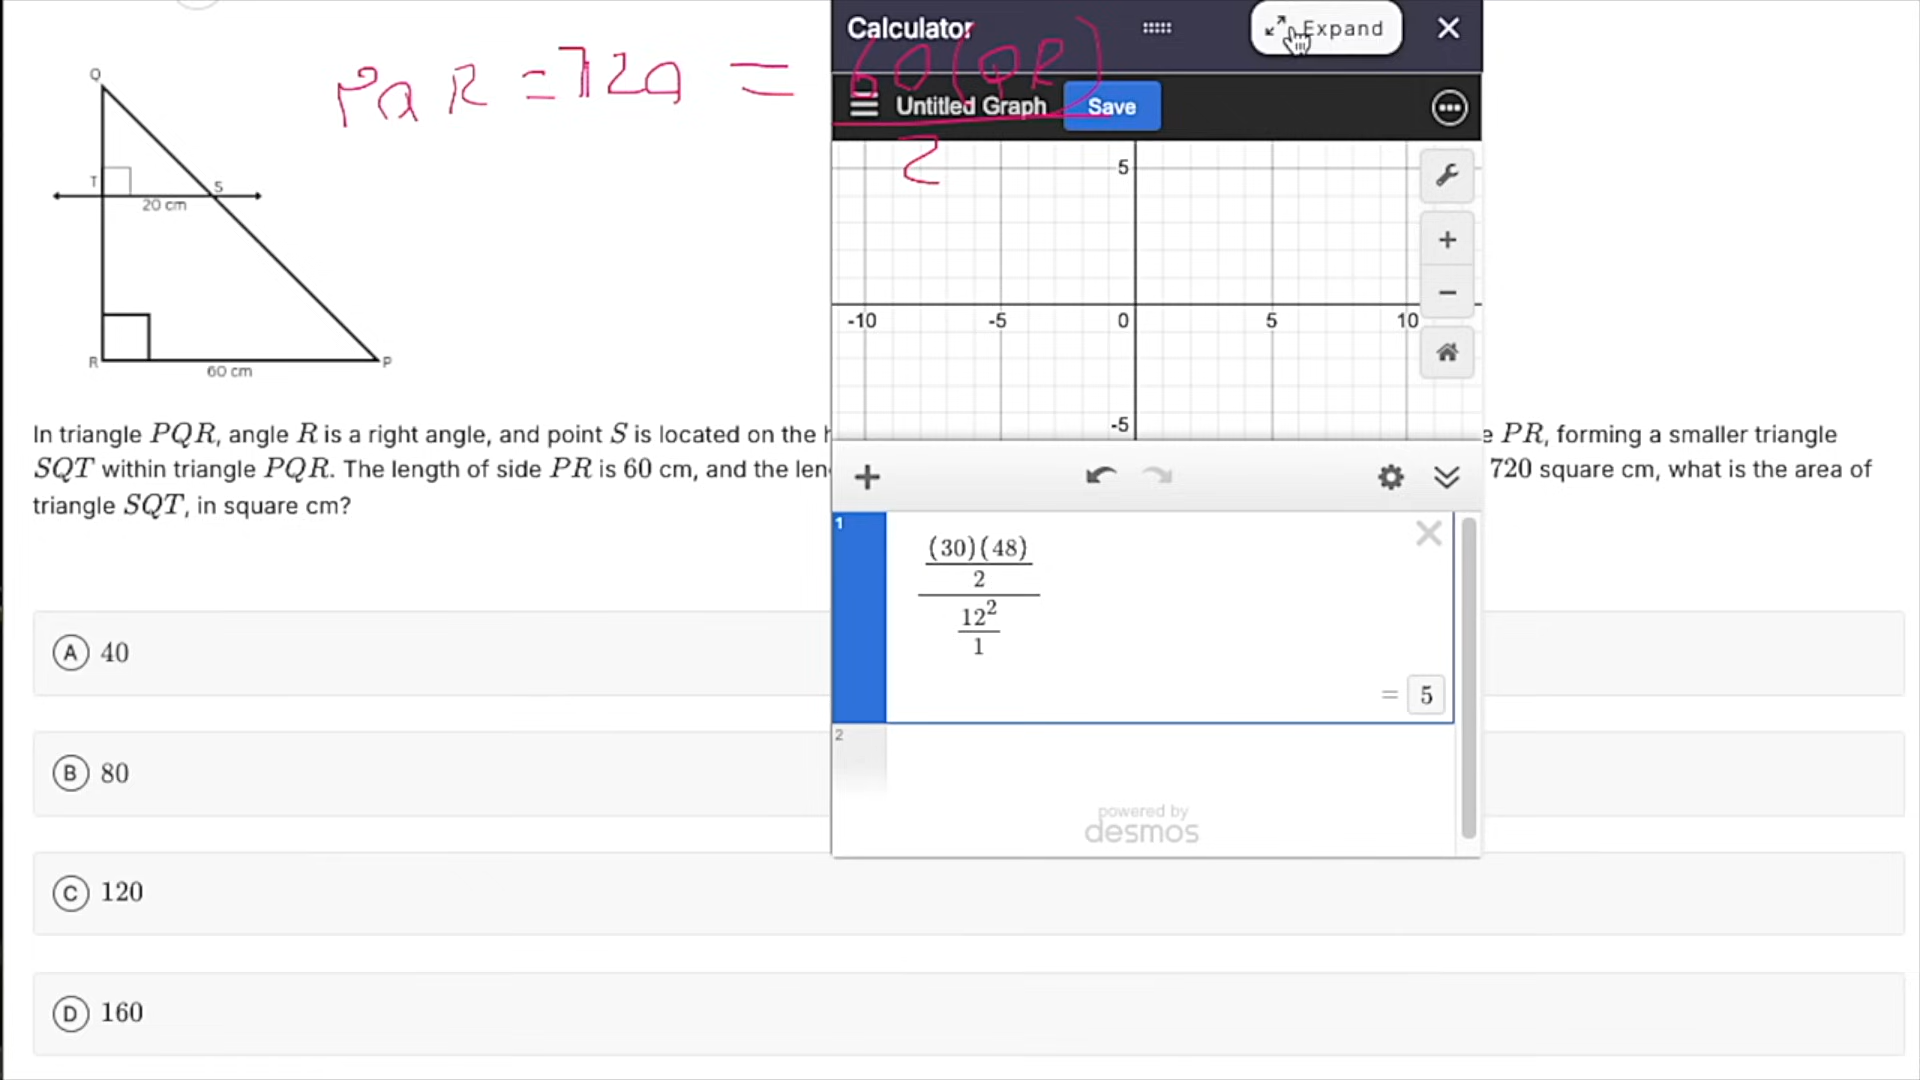 Q
PQR = 720 = 60(QR)
2
T
S
20 cm
R
P
60 cm
In triangle PQR, angle R is a right angle, and point S is located on the
e PR, forming a smaller triangle
SQT within triangle PQR. The length of side PR is 60 cm, and the len
720 square cm, what is the area of
triangle SQT, in square cm?
A 40
B 80
C 120
D 160
Calculator
Expand
Untitled Graph
Save
5
-10 -5 0 5 10
-5
1
(30)(48)
2
12²
1
= 5
2
powered by
desmos